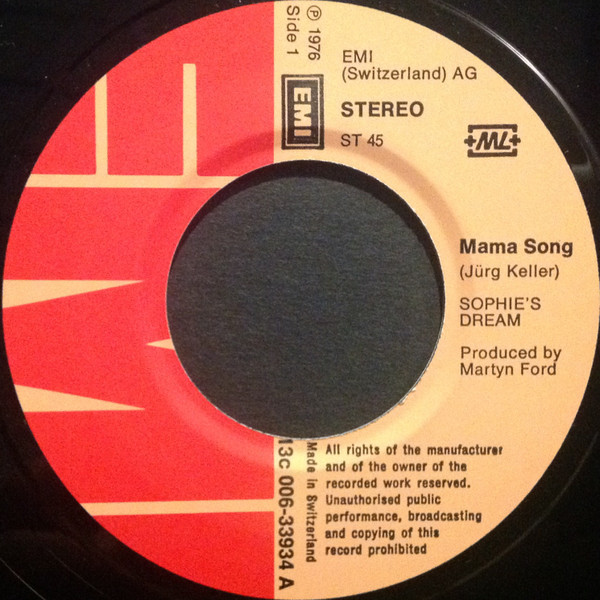 ℗ 1976
Side 1
EMI
EMI
(Switzerland) AG
STEREO
ST 45
+ML+
Mama Song
(Jürg Keller)
SOPHIE'S
DREAM
Produced by
Martyn Ford
Made in Switzerland
13c 006-33934 A
All rights of the manufacturer
and of the owner of the
recorded work reserved.
Unauthorised public
performance, broadcasting
and copying of this
record prohibited